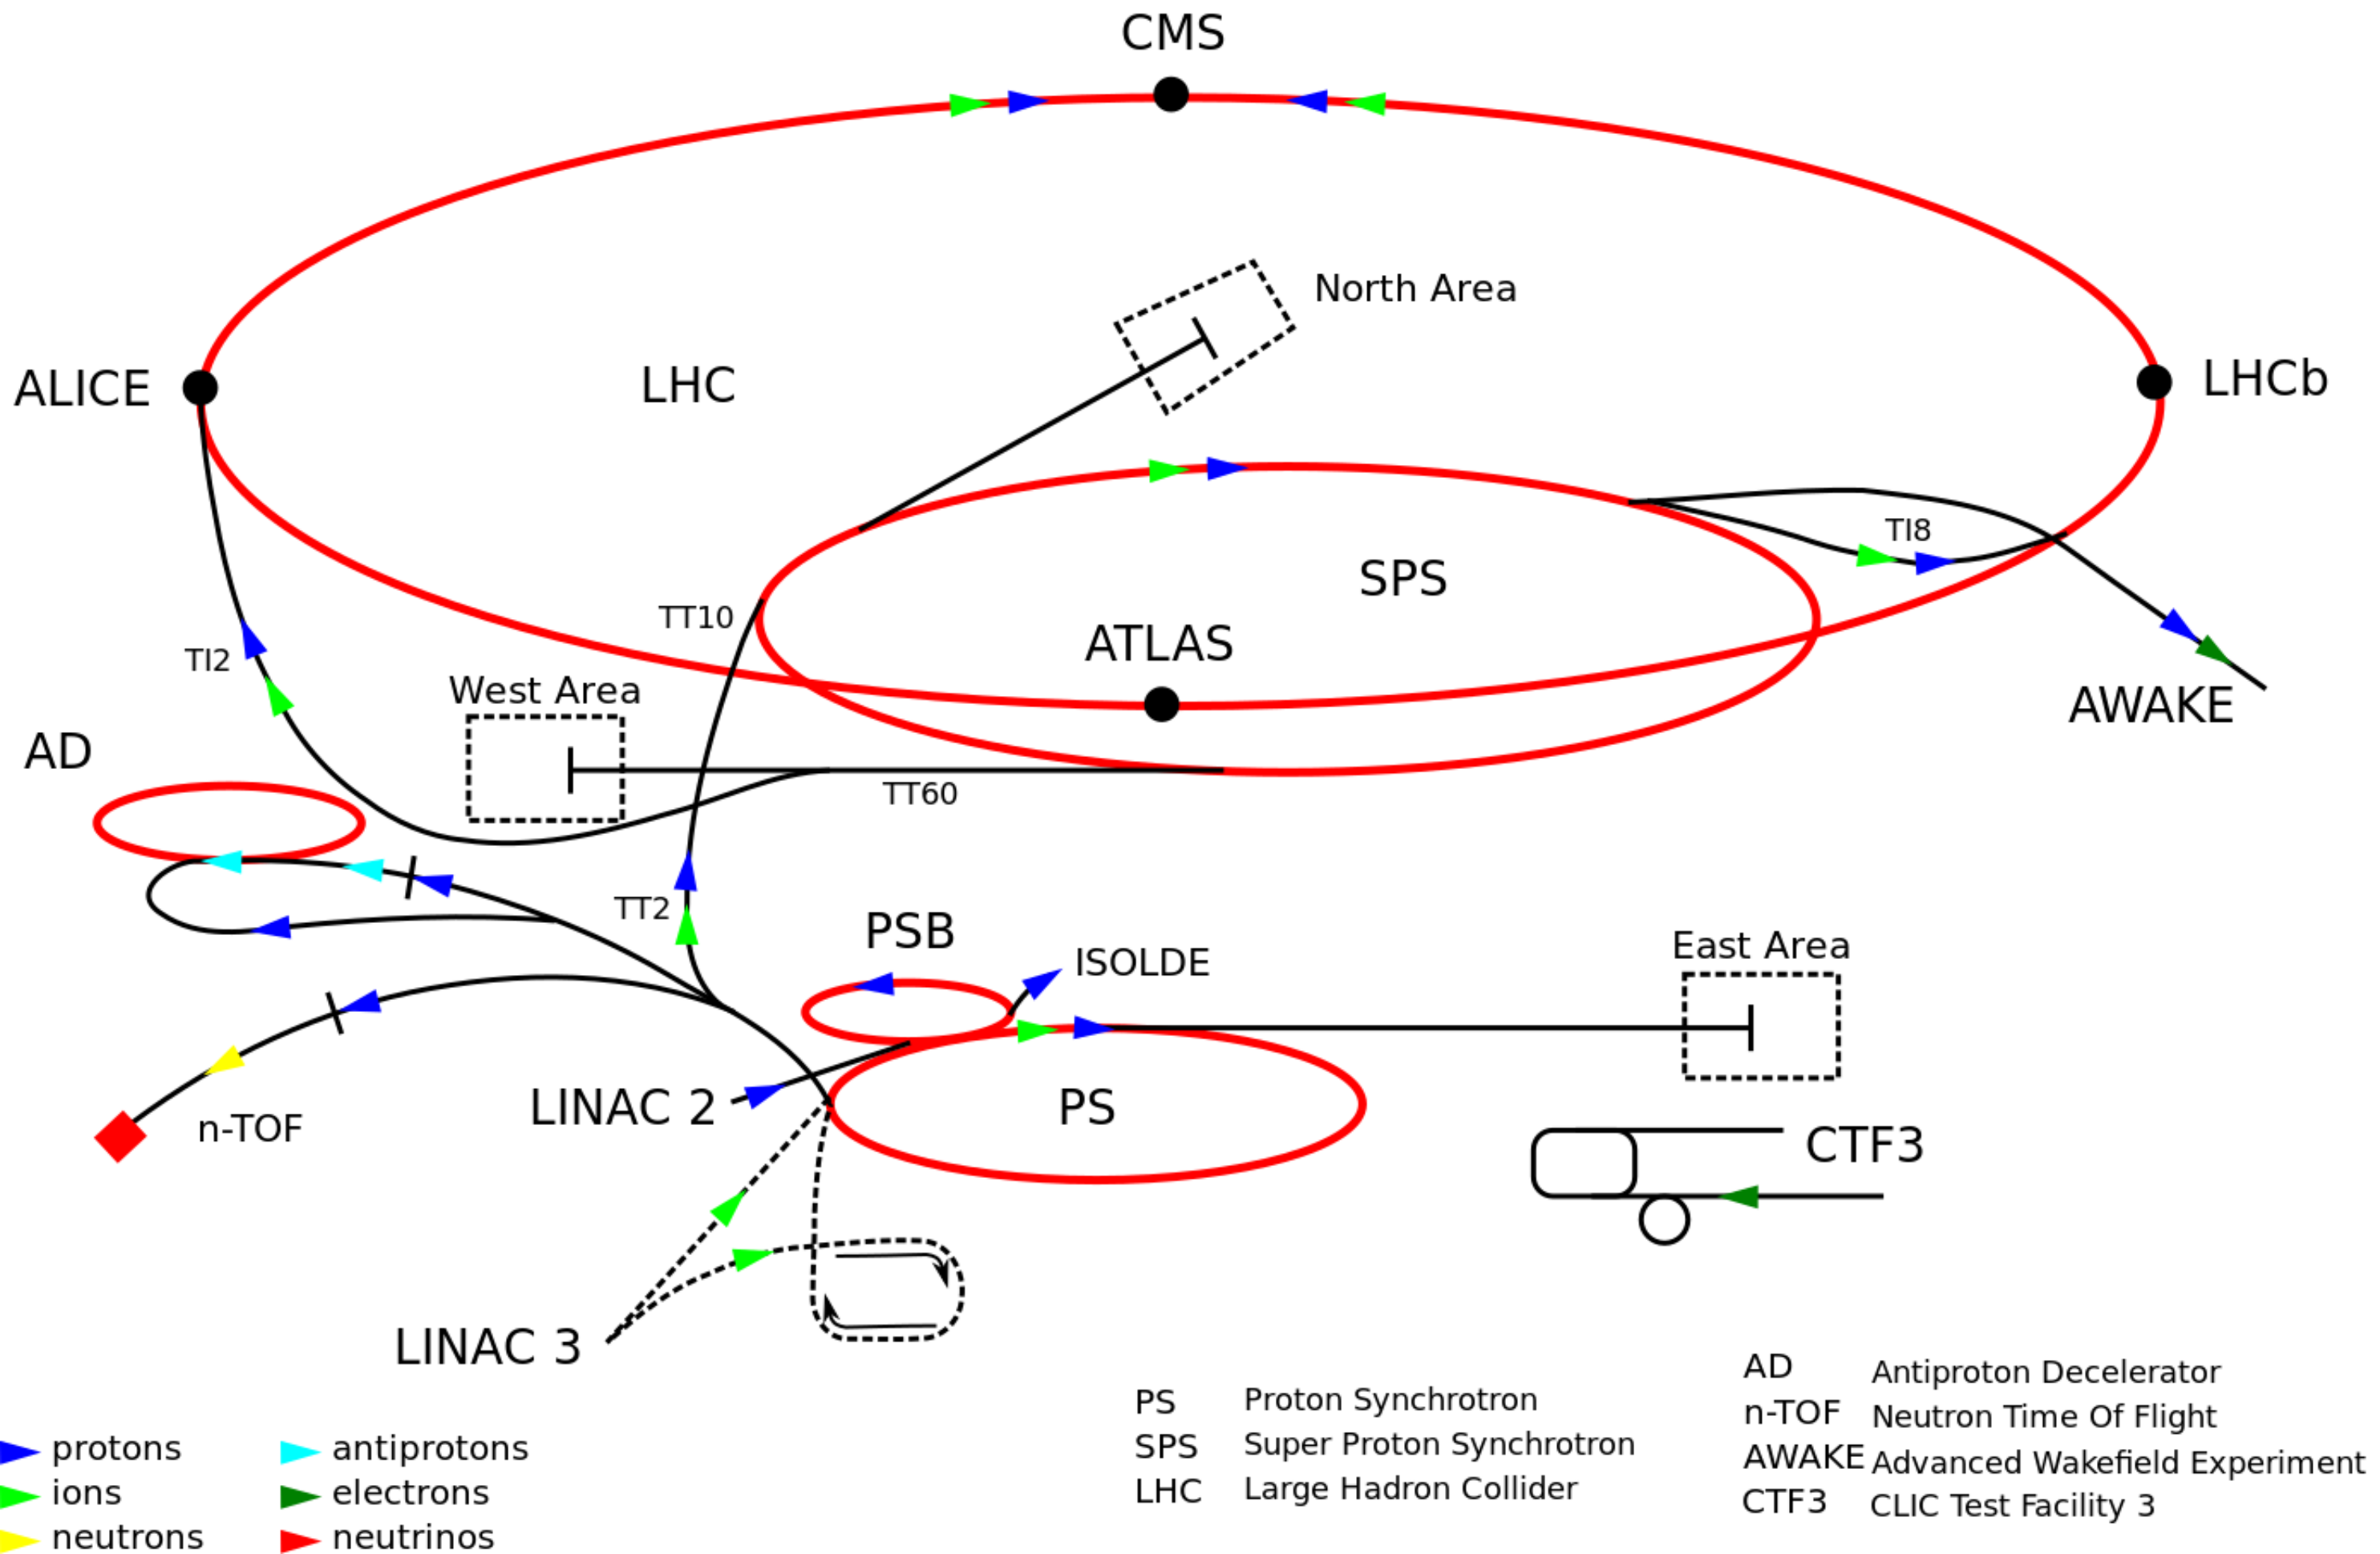 CMS
North Area
ALICE
LHC
LHCb
TI8
SPS
TT10
ATLAS
TI2
West Area
AWAKE
AD
TT60
TT2
PSB
ISOLDE
East Area
LINAC 2
PS
n-TOF
CTF3
LINAC 3
protons
ions
neutrons
antiprotons
electrons
neutrinos
PS Proton Synchrotron
SPS Super Proton Synchrotron
LHC Large Hadron Collider
AD Antiproton Decelerator
n-TOF Neutron Time Of Flight
AWAKE Advanced Wakefield Experiment
CTF3 CLIC Test Facility 3